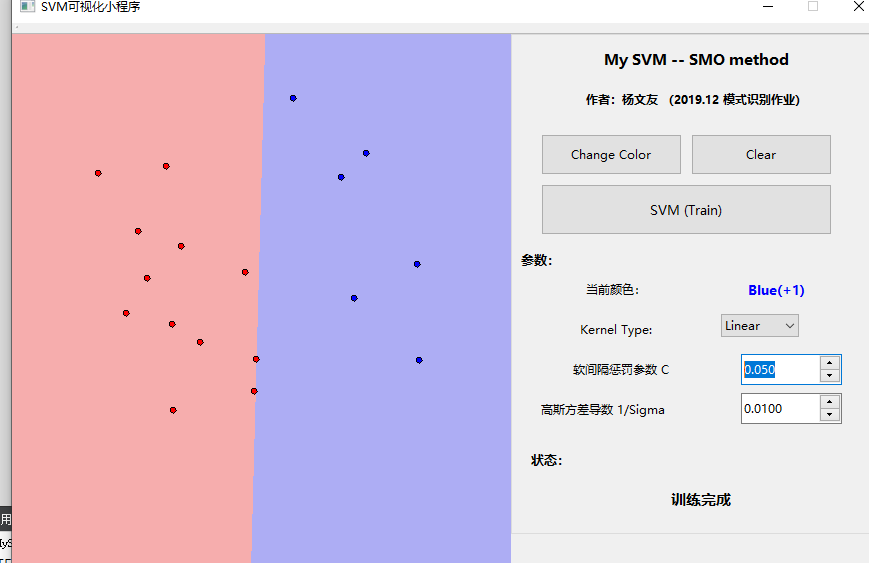 SVM可视化小程序
My SVM -- SMO method
作者：杨文友 （2019.12 模式识别作业）
Change Color
Clear
SVM (Train)
参数：
当前颜色：
Blue(+1)
Kernel Type:
Linear
软间隔惩罚参数 C
0.050
高斯方差导数 1/Sigma
0.0100
状态：
训练完成
用